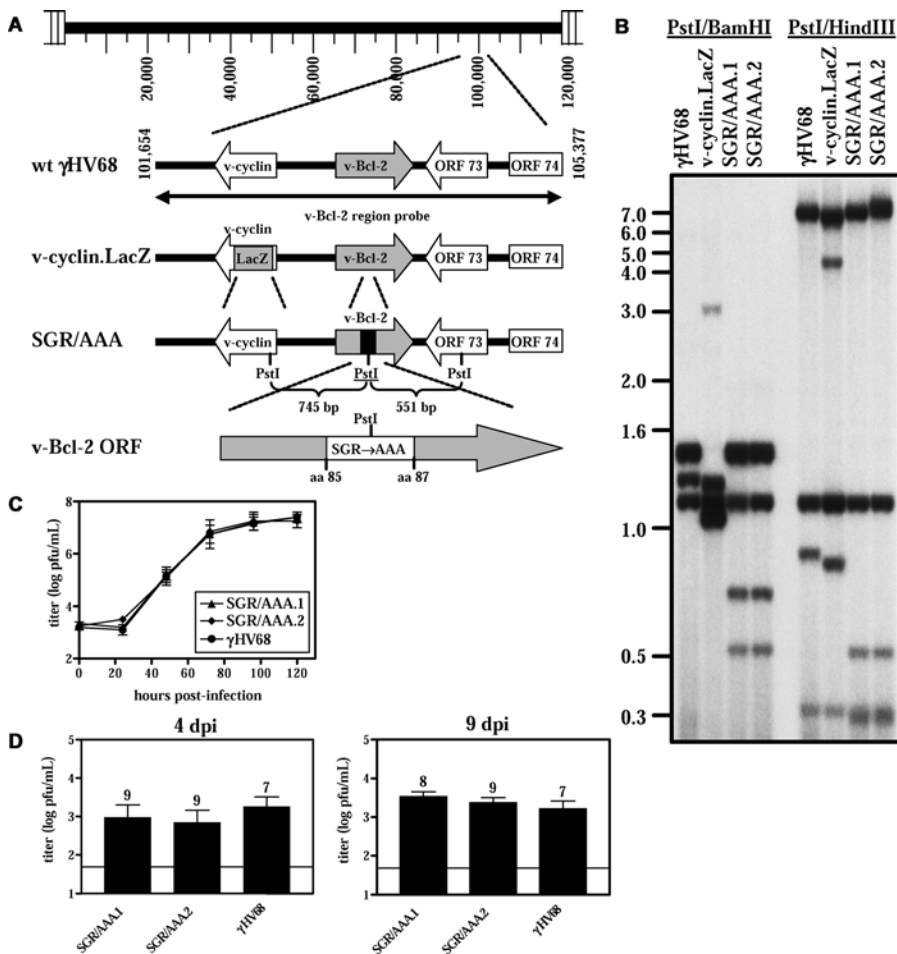 A
20,000
40,000
60,000
80,000
100,000
120,000
wt γHV68
101,654
v-cyclin
v-Bcl-2
ORF 73
ORF 74
105,377
v-Bcl-2 region probe
v-cyclin.LacZ
v-cyclin
LacZ
v-Bcl-2
ORF 73
ORF 74
SGR/AAA
v-cyclin
v-Bcl-2
ORF 73
ORF 74
PstI
PstI
PstI
745 bp
551 bp
v-Bcl-2 ORF
PstI
SGR→AAA
aa 85
aa 87
B
PstI/BamHI
PstI/HindIII
γHV68
v-cyclin.LacZ
SGR/AAA.1
SGR/AAA.2
γHV68
v-cyclin.LacZ
SGR/AAA.1
SGR/AAA.2
7.0
6.0
5.0
4.0
3.0
2.0
1.6
1.0
0.5
0.3
C
titer (log pfu/mL)
8
6
4
2
0
20
40
60
80
100
120
hours post-infection
SGR/AAA.1
SGR/AAA.2
γHV68
D
4 dpi
titer (log pfu/mL)
5
4
3
2
1
9
9
7
SGR/AAA.1
SGR/AAA.2
γHV68
9 dpi
titer (log pfu/mL)
5
4
3
2
1
8
9
7
SGR/AAA.1
SGR/AAA.2
γHV68